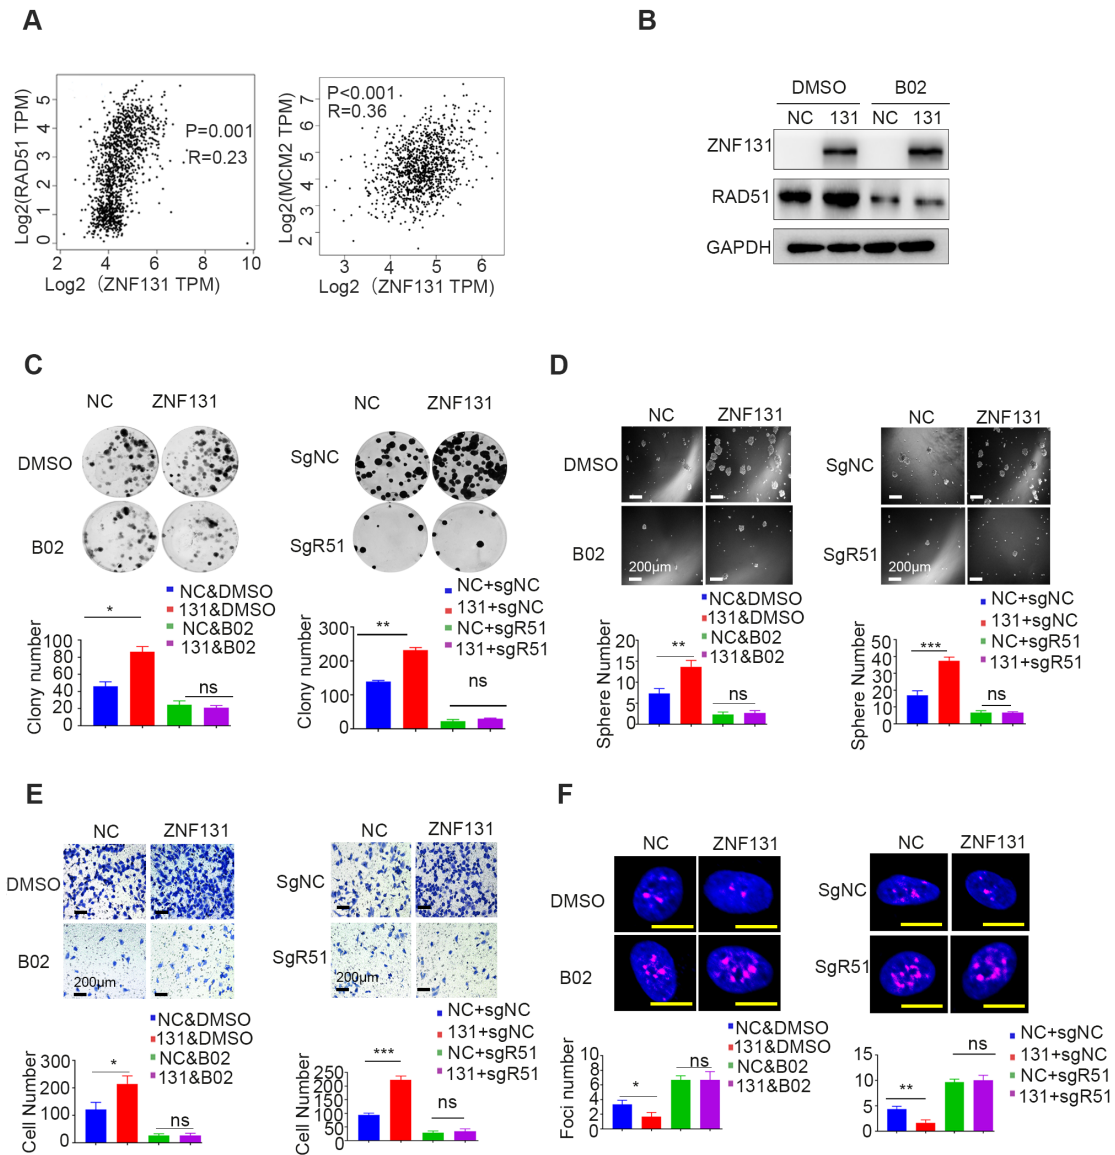 A
P=0.001
R=0.23
Log2(RAD51 TPM)
5
4
3
2
1
0
2 4 6 8 10
Log2（ZNF131 TPM)
P<0.001
R=0.36
Log2(MCM2 TPM)
7
6
5
4
3
2
3 4 5 6
Log2（ZNF131 TPM)
B
DMSO B02
NC 131 NC 131
ZNF131
RAD51
GAPDH
C
NC ZNF131
DMSO
B02
NC&DMSO
131&DMSO
NC&B02
131&B02
Clony number
100
80
60
40
20
0
*
ns
NC ZNF131
SgNC
SgR51
NC+sgNC
131+sgNC
NC+sgR51
131+sgR51
Clony number
300
200
100
0
**
ns
D
NC ZNF131
DMSO
B02
200μm
NC&DMSO
131&DMSO
NC&B02
131&B02
Sphere Number
20
15
10
5
0
**
ns
NC ZNF131
SgNC
SgR51
200μm
NC+sgNC
131+sgNC
NC+sgR51
131+sgR51
Sphere Number
50
40
30
20
10
0
***
ns
E
NC ZNF131
DMSO
B02
200μm
NC&DMSO
131&DMSO
NC&B02
131&B02
Cell Number
300
200
100
0
*
ns
NC ZNF131
SgNC
SgR51
200μm
NC+sgNC
131+sgNC
NC+sgR51
131+sgR51
Cell Number
250
200
150
100
50
0
***
ns
F
NC ZNF131
DMSO
B02
NC&DMSO
131&DMSO
NC&B02
131&B02
Foci number
10
8
6
4
2
0
*
ns
NC ZNF131
SgNC
SgR51
NC+sgNC
131+sgNC
NC+sgR51
131+sgR51
15
10
5
0
**
ns